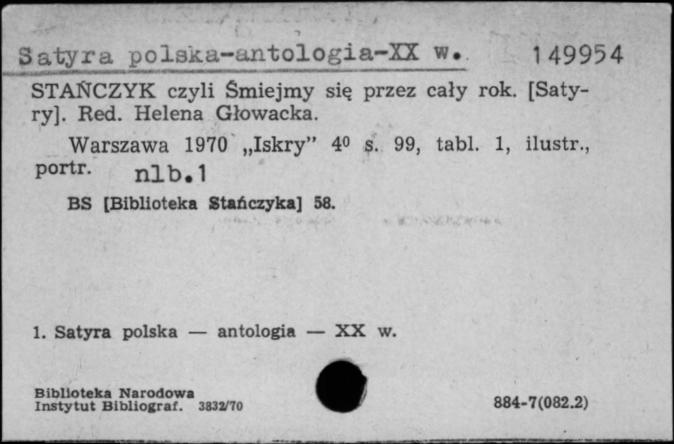 Satyra polska-antologia-XX w. 149954
STAŃCZYK czyli Śmiejmy się przez cały rok. [Saty-
ry]. Red. Helena Głowacka.
Warszawa 1970 „Iskry” 4⁰ s. 99, tabl. 1, ilustr.,
portr. nlb.1
BS [Biblioteka Stańczyka] 58.
1. Satyra polska — antologia — XX w.
Biblioteka Narodowa
Instytut Bibliograf. 3832/70 884-7(082.2)